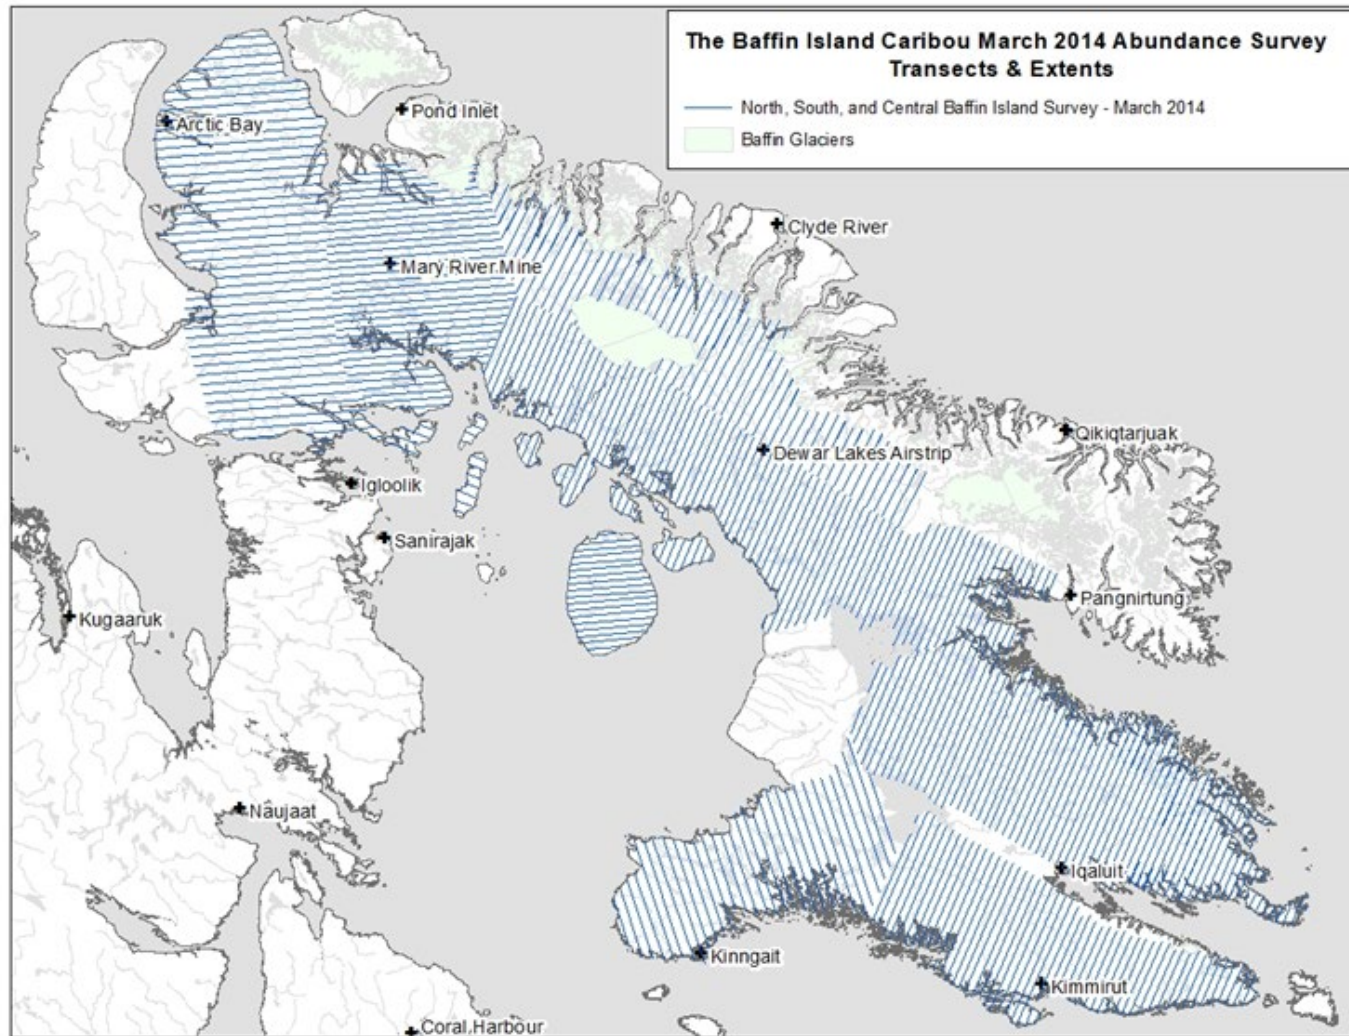 The Baffin Island Caribou March 2014 Abundance Survey
Transects & Extents
North, South, and Central Baffin Island Survey - March 2014
Baffin Glaciers
Pond Inlet
Arctic Bay
Clyde River
Mary River Mine
Qikiqtarjuak
Dewar Lakes Airstrip
Igloolik
Sanirajak
Pangnirtung
Kugaaruk
Naujaat
Iqaluit
Kinngait
Kimmirut
Coral Harbour